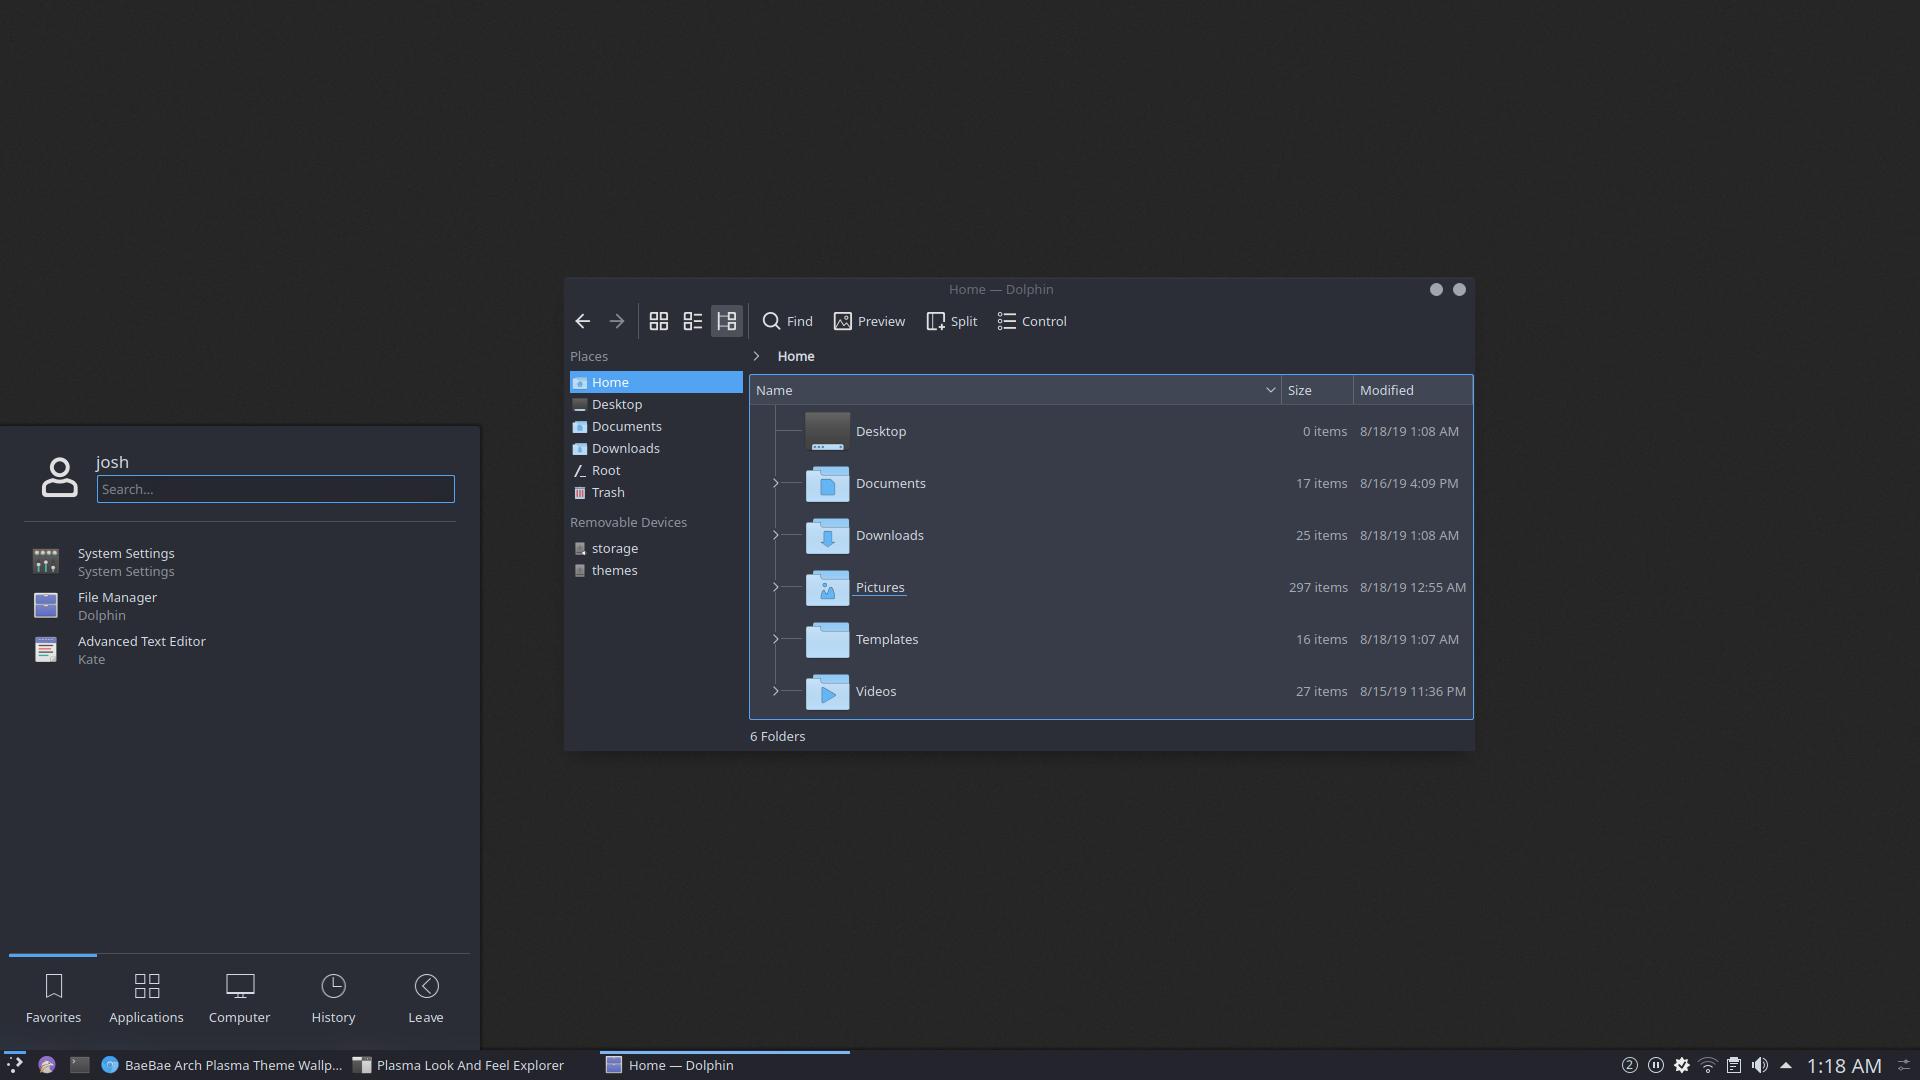 Home — Dolphin
Find Preview Split Control
Places
Home
Desktop
Documents
Downloads
Root
Trash
Removable Devices
storage
themes
Home
Name Size Modified
Desktop 0 items 8/18/19 1:08 AM
Documents 17 items 8/16/19 4:09 PM
Downloads 25 items 8/18/19 1:08 AM
Pictures 297 items 8/18/19 12:55 AM
Templates 16 items 8/18/19 1:07 AM
Videos 27 items 8/15/19 11:36 PM
6 Folders
josh
Search...
System Settings
System Settings
File Manager
Dolphin
Advanced Text Editor
Kate
Favorites Applications Computer History Leave
BaeBae Arch Plasma Theme Wallp... Plasma Look And Feel Explorer Home — Dolphin 2 1:18 AM